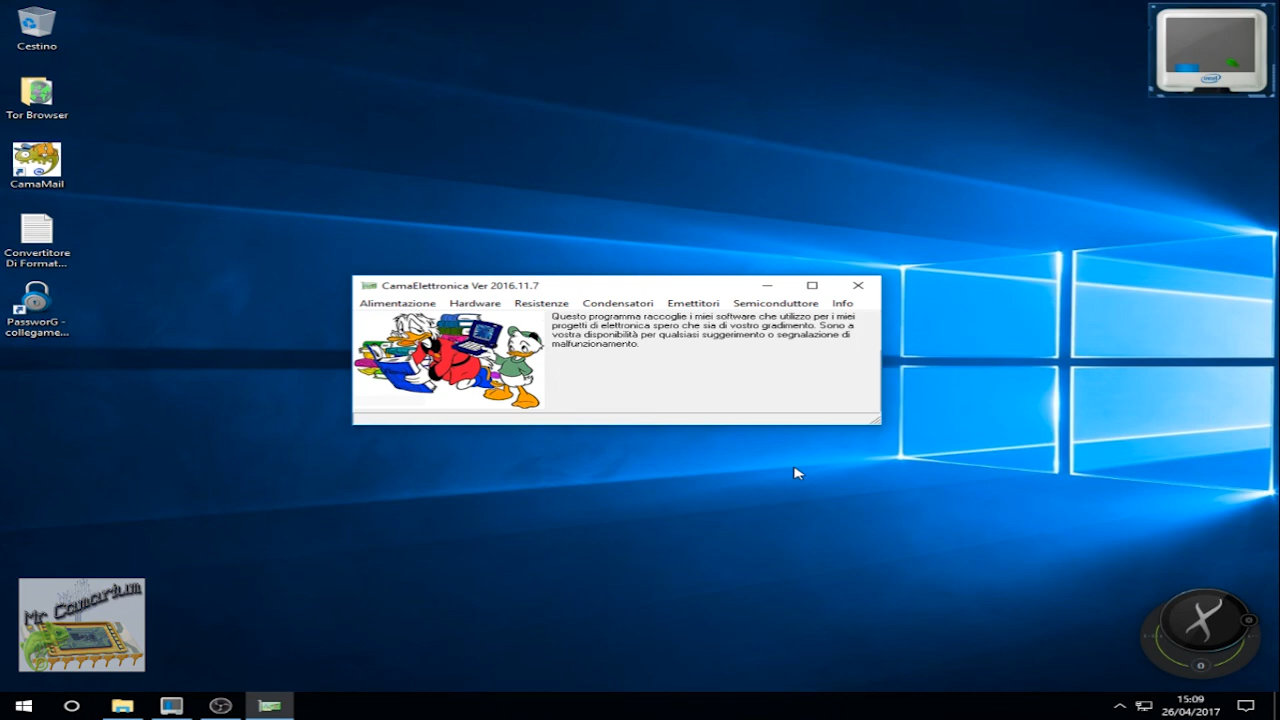 Cestino
Tor Browser
CamaMail
Convertitore
Di Format...
PassworG -
collegame...
intel
CamaElettronica Ver 2016.11.7
Alimentazione Hardware Resistenze Condensatori Emettitori Semiconduttore Info
Questo programma raccoglie i miei software che utilizzo per i miei
progetti di elettronica spero che sia di vostro gradimento. Sono a
vostra disponibilità per qualsiasi suggerimento o segnalazione di
malfunzionamento.
Mr Camarium
15:09
26/04/2017